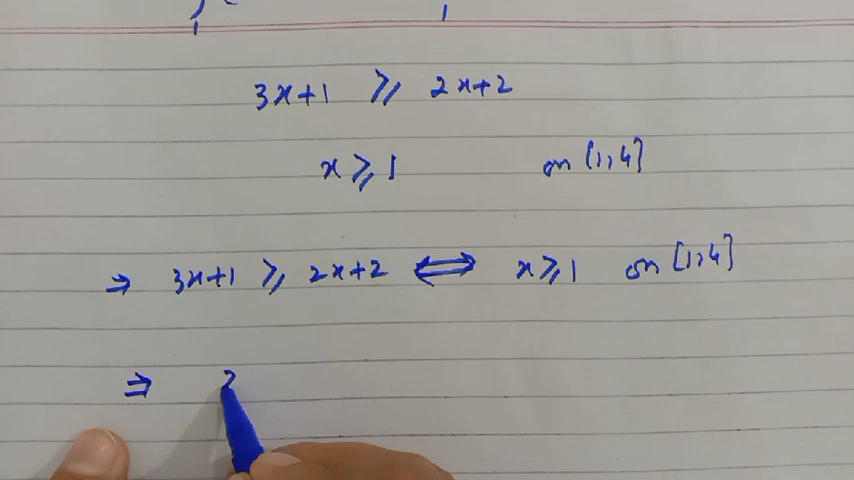 3x+1 ⩾ 2x+2
x ⩾ 1 on [1,4]
⇒ 3x+1 ⩾ 2x+2 ⟺ x ⩾ 1 on [1,4]
⇒